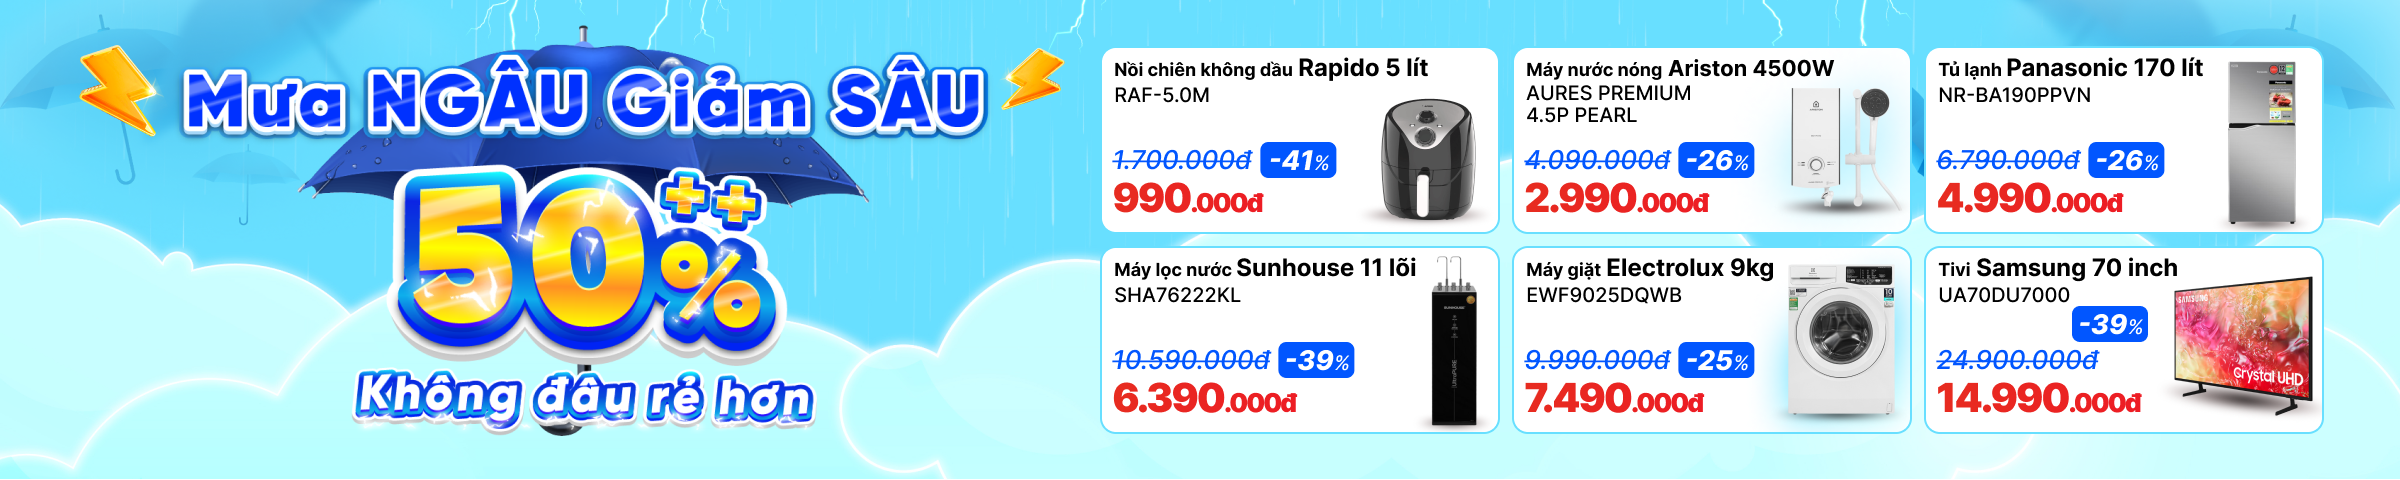 Mưa NGÂU Giảm SÂU
50%++
Không đâu rẻ hơn
Nồi chiên không dầu Rapido 5 lít
RAF-5.0M
1.700.000đ -41%
990.000đ
Máy nước nóng Ariston 4500W
AURES PREMIUM
4.5P PEARL
4.090.000đ -26%
2.990.000đ
Tủ lạnh Panasonic 170 lít
NR-BA190PPVN
6.790.000đ -26%
4.990.000đ
Máy lọc nước Sunhouse 11 lõi
SHA76222KL
10.590.000đ -39%
6.390.000đ
SUNHOUSE
UltraPURE
Máy giặt Electrolux 9kg
EWF9025DQWB
9.990.000đ -25%
7.490.000đ
Tivi Samsung 70 inch
UA70DU7000
-39%
24.900.000đ
14.990.000đ
SAMSUNG
Crystal UHD